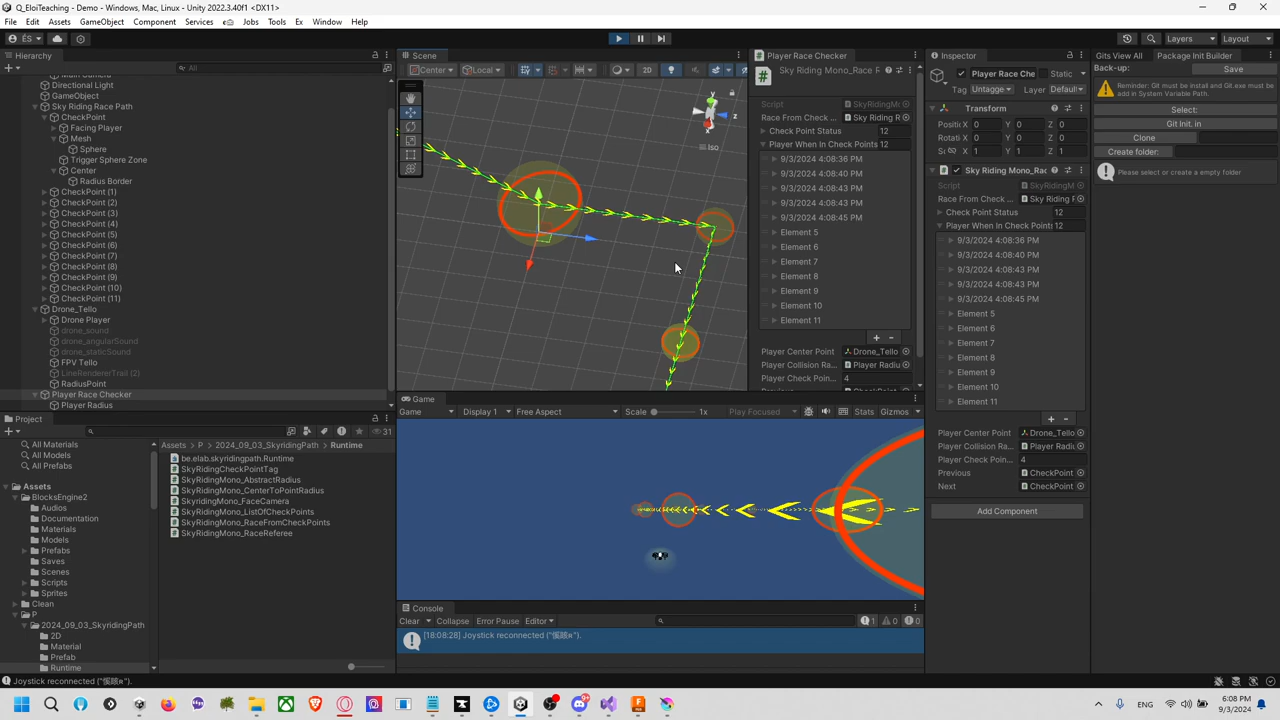 Q_EloiTeaching - Demo - Windows, Mac, Linux - Unity 2022.3.40f1 <DX11>
File Edit Assets GameObject Component Services Jobs Tools Ex Window Help
ÉS
Layers Layout
Hierarchy
All
Main Camera
Directional Light
GameObject
Sky Riding Race Path
CheckPoint
Facing Player
Mesh
Sphere
Trigger Sphere Zone
Center
Radius Border
CheckPoint (1)
CheckPoint (2)
CheckPoint (3)
CheckPoint (4)
CheckPoint (5)
CheckPoint (6)
CheckPoint (7)
CheckPoint (8)
CheckPoint (9)
CheckPoint (10)
CheckPoint (11)
Drone_Tello
Drone Player
drone_sound
drone_angularSound
drone_staticSound
FPV Tello
LineRendererTrail (2)
RadiusPoint
Player Race Checker
Player Radius
Scene
Center Local 2D
y
z
x
Iso
Player Race Checker
Sky Riding Mono_Race R
Script SkyRidingMo
Race From Check Sky Riding R
Check Point Status 12
Player When In Check Points 12
9/3/2024 4:08:36 PM
9/3/2024 4:08:40 PM
9/3/2024 4:08:43 PM
9/3/2024 4:08:43 PM
9/3/2024 4:08:45 PM
Element 5
Element 6
Element 7
Element 8
Element 9
Element 10
Element 11
Player Center Point Drone_Tello
Player Collision Ra.. Player Radiu
Player Check Poin.. 4
Inspector
Player Race Che Static
Tag Untagge Layer Defaul
Transform
Positi X 0 Y 0 Z 0
Rotati X 0 Y 0 Z 0
Sc X 1 Y 1 Z 1
Sky Riding Mono_Rac
Script SkyRidingM
Race From Check Sky Riding F
Check Point Status 12
Player When In Check Points 12
9/3/2024 4:08:36 PM
9/3/2024 4:08:40 PM
9/3/2024 4:08:43 PM
9/3/2024 4:08:43 PM
9/3/2024 4:08:45 PM
Element 5
Element 6
Element 7
Element 8
Element 9
Element 10
Element 11
Player Center Point Drone_Tello
Player Collision Ra.. Player Radiu
Player Check Poin.. 4
Previous CheckPoint
Next CheckPoint
Add Component
Gits View All Package Init Builder
Back-up: Save
Reminder: Git must be install and Git.exe must be
add in System Variable Path.
Select:
Git Init. in
Clone
Create folder:
Please select or create a empty folder
Game
Game Display 1 Free Aspect Scale 1x Play Focused Stats Gizmos
Project
31
All Materials
All Models
All Prefabs
Assets
BlocksEngine2
Audios
Documentation
Materials
Models
Prefabs
Saves
Scenes
Scripts
Sprites
Clean
P
2024_09_03_SkyridingPath
2D
Material
Prefab
Runtime
Assets P 2024_09_03_SkyridingPath Runtime
be.elab.skyridingpath.Runtime
SkyRidingCheckPointTag
SkyRidingMono_AbstractRadius
SkyRidingMono_CenterToPointRadius
SkyridingMono_FaceCamera
SkyRidingMono_ListOfCheckPoints
SkyRidingMono_RaceFromCheckPoints
SkyRidingMono_RaceReferee
Console
Clear Collapse Error Pause Editor 1 0 0
ENG
6:08 PM
9/3/2024